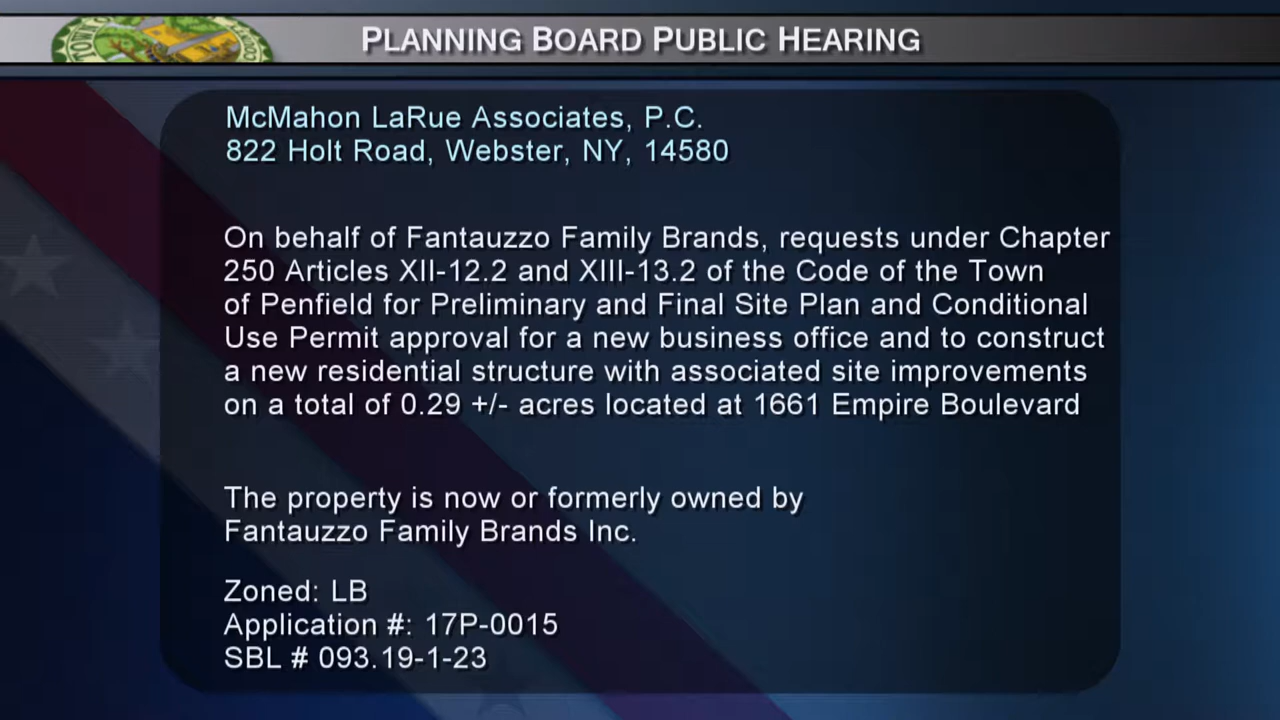 PLANNING BOARD PUBLIC HEARING
McMahon LaRue Associates, P.C.
822 Holt Road, Webster, NY, 14580
On behalf of Fantauzzo Family Brands, requests under Chapter
250 Articles XII-12.2 and XIII-13.2 of the Code of the Town
of Penfield for Preliminary and Final Site Plan and Conditional
Use Permit approval for a new business office and to construct
a new residential structure with associated site improvements
on a total of 0.29 +/- acres located at 1661 Empire Boulevard
The property is now or formerly owned by
Fantauzzo Family Brands Inc.
Zoned: LB
Application #: 17P-0015
SBL # 093.19-1-23